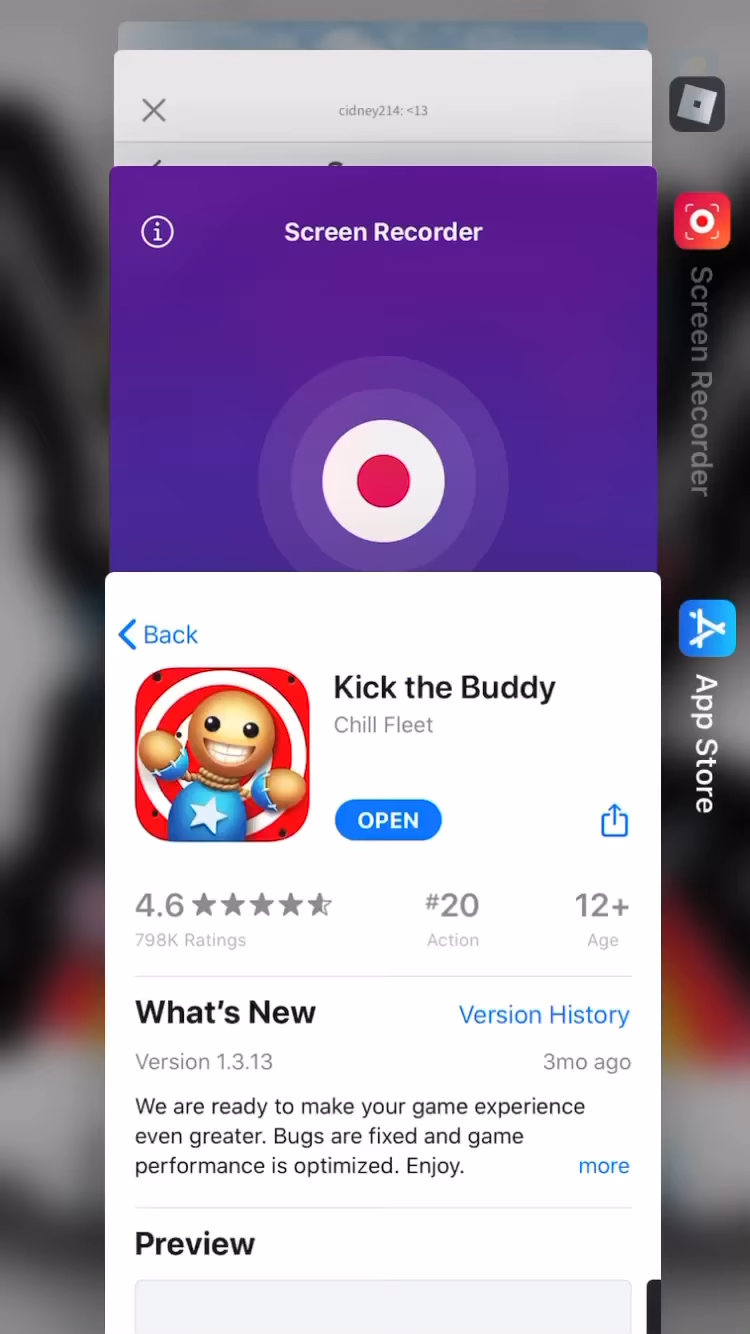 cidney214: <13
Screen Recorder
Screen Recorder
Back
Kick the Buddy
Chill Fleet
OPEN
App Store
4.6
#20
12+
798K Ratings
Action
Age
What's New
Version History
Version 1.3.13
3mo ago
We are ready to make your game experience
even greater. Bugs are fixed and game
performance is optimized. Enjoy.
more
Preview